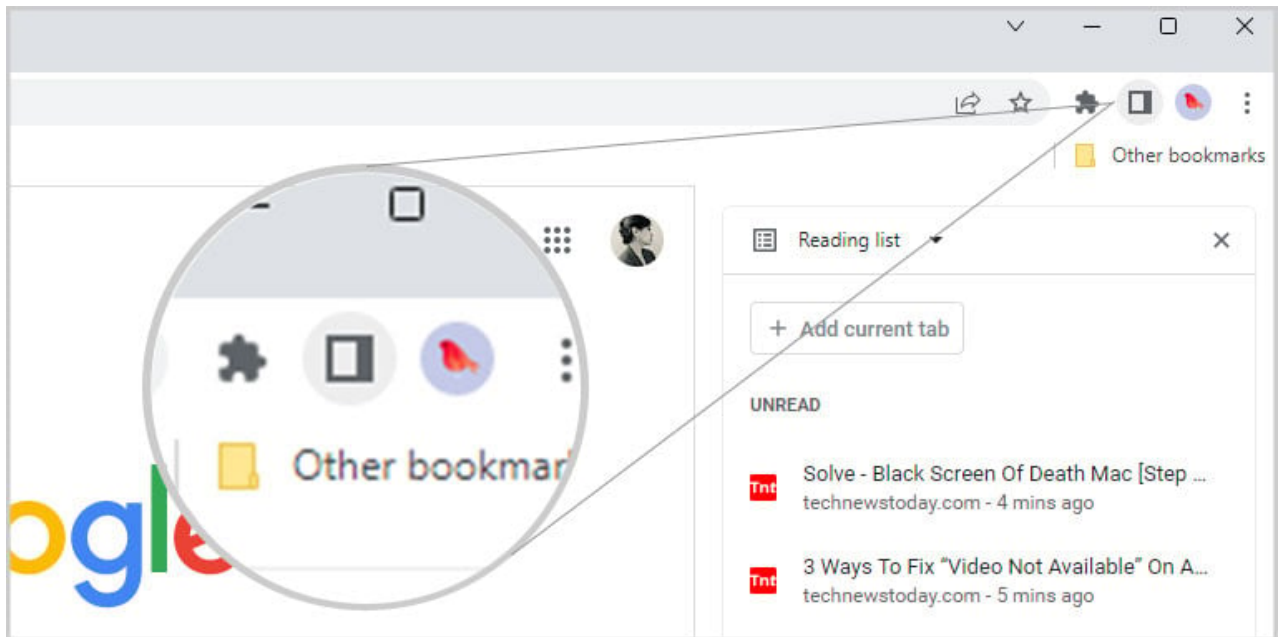 Other bookmarks
Reading list
+ Add current tab
UNREAD
Tnt
Solve - Black Screen Of Death Mac [Step ...
technewstoday.com - 4 mins ago
Tnt
3 Ways To Fix “Video Not Available” On A...
technewstoday.com - 5 mins ago
Other bookmar
ogle